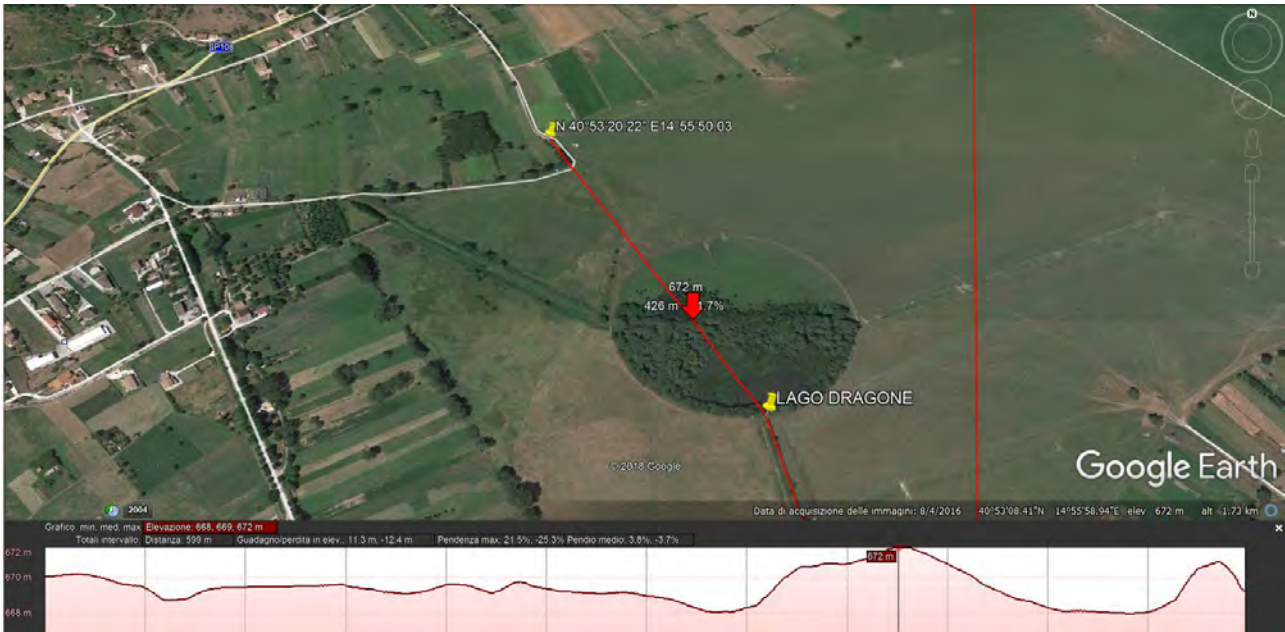 SP108
N
N 40°53'20.22" E14°55'50.03
672 m
426 m 1.7%
LAGO DRAGONE
© 2018 Google
Google Earth
2004
Data di acquisizione delle immagini: 8/4/2016 40°53'08.41"N 14°55'58.94"E elev 672 m alt 1.73 km
Grafico: min, med, max Elevazione: 668, 669, 672 m
Totali intervallo: Distanza: 599 m Guadagno/perdita in elev.: 11.3 m, -12.4 m Pendenza max: 21.5%, -25.3% Pendio medio: 3.8%, -3.7%
672 m
672 m
670 m
668 m